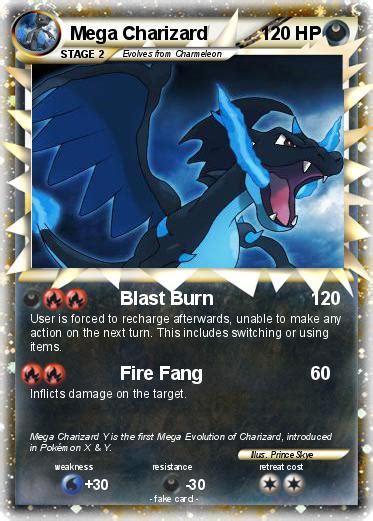 Mega Charizard 120 HP
STAGE 2 Evolves from Charmeleon
Blast Burn 120
User is forced to recharge afterwards, unable to make any
action on the next turn. This includes switching or using
items.
Fire Fang 60
Inflicts damage on the target.
Mega Charizard Y is the first Mega Evolution of Charizard, introduced
in Pokémon X & Y.
Illus. Prince Skye
weakness resistance retreat cost
+30 -30
- fake card -